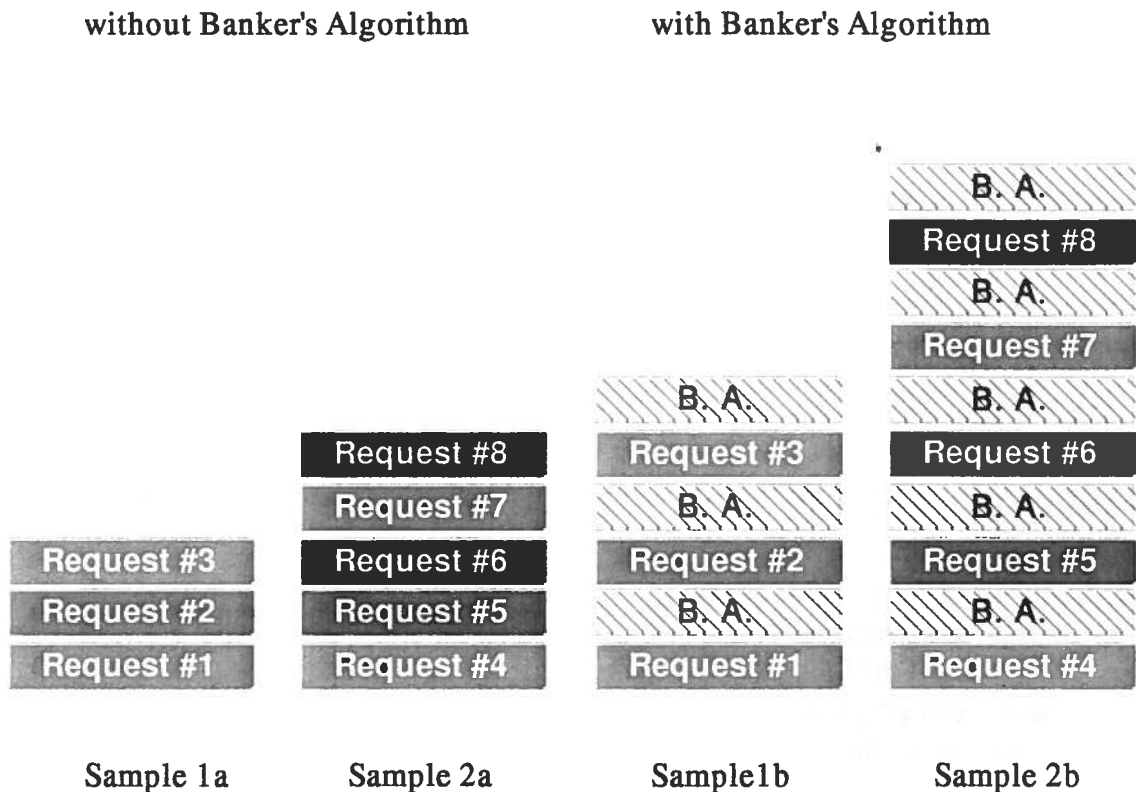 without Banker's Algorithm
with Banker's Algorithm
Request #3
Request #2
Request #1
Sample 1a
Request #8
Request #7
Request #6
Request #5
Request #4
Sample 2a
B. A.
Request #3
B. A.
Request #2
B. A.
Request #1
Sample1b
B. A.
Request #8
B. A.
Request #7
B. A.
Request #6
B. A.
Request #5
B. A.
Request #4
Sample 2b